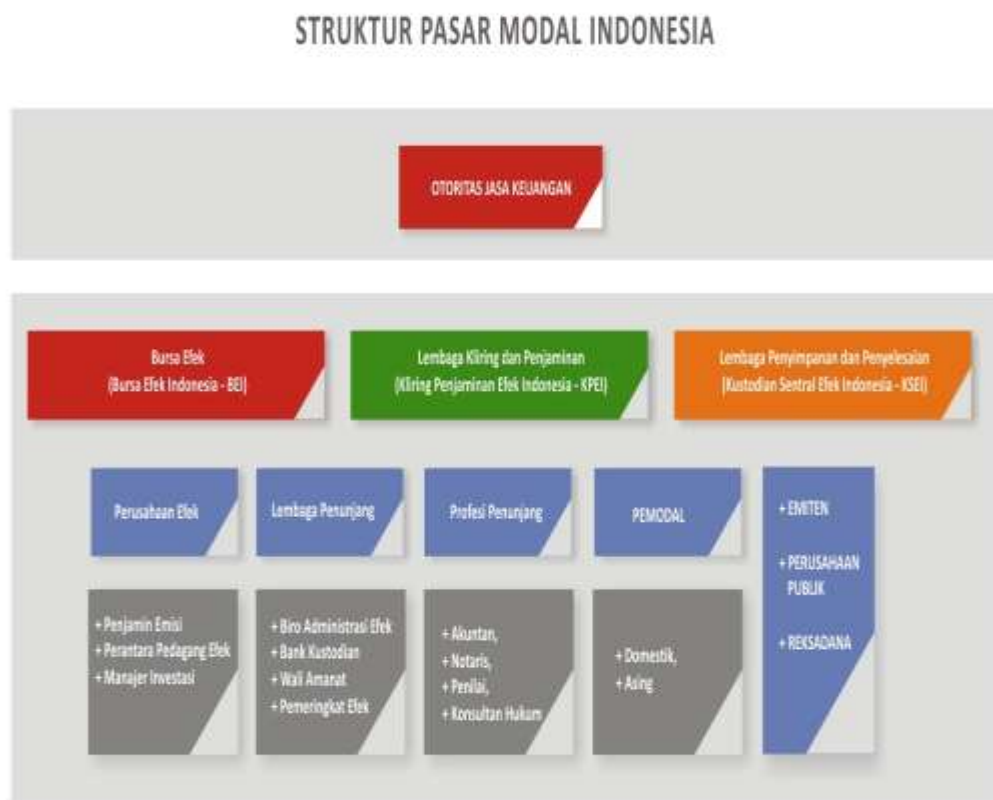 STRUKTUR PASAR MODAL INDONESIA
OTORITAS JASA KEUANGAN
Bursa Efek
(Bursa Efek Indonesia - BEI)
Lembaga Kliring dan Penjaminan
(Kliring Penjaminan Efek Indonesia - KPEI)
Lembaga Penyimpanan dan Penyelesaian
(Kustodian Sentral Efek Indonesia - KSEI)
Perusahaan Efek
Lembaga Penunjang
Profesi Penunjang
PEMODAL
+ EMITEN
+ PERUSAHAAN
PUBLIK
+ REKSADANA
+ Penjamin Emisi
+ Perantara Pedagang Efek
+ Manajer Investasi
+ Biro Administrasi Efek
+ Bank Kustodian
+ Wali Amanat
+ Pemeringkat Efek
+ Akuntan,
+ Notaris,
+ Penilai,
+ Konsultan Hukum
+ Domestik,
+ Asing